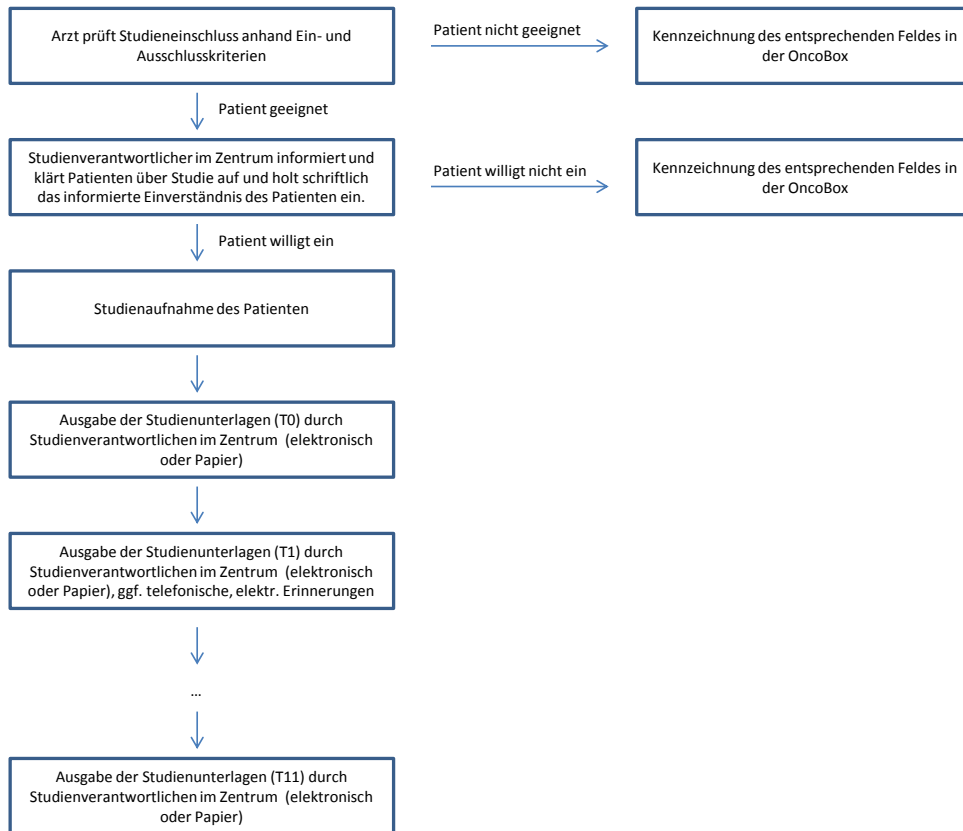 Arzt prüft Studieneinschluss anhand Ein- und
Ausschlusskriterien
Patient nicht geeignet
Kennzeichnung des entsprechenden Feldes in
der OncoBox
Patient geeignet
Studienverantwortlicher im Zentrum informiert und
klärt Patienten über Studie auf und holt schriftlich
das informierte Einverständnis des Patienten ein.
Patient willigt nicht ein
Kennzeichnung des entsprechenden Feldes in
der OncoBox
Patient willigt ein
Studienaufnahme des Patienten
Ausgabe der Studienunterlagen (T0) durch
Studienverantwortlichen im Zentrum (elektronisch
oder Papier)
Ausgabe der Studienunterlagen (T1) durch
Studienverantwortlichen im Zentrum (elektronisch
oder Papier), ggf. telefonische, elektr. Erinnerungen
...
Ausgabe der Studienunterlagen (T11) durch
Studienverantwortlichen im Zentrum (elektronisch
oder Papier)